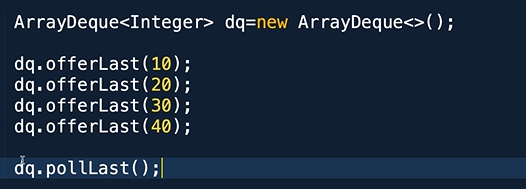 ArrayDeque<Integer> dq=new ArrayDeque<>();
dq.offerLast(10);
dq.offerLast(20);
dq.offerLast(30);
dq.offerLast(40);
dq.pollLast();